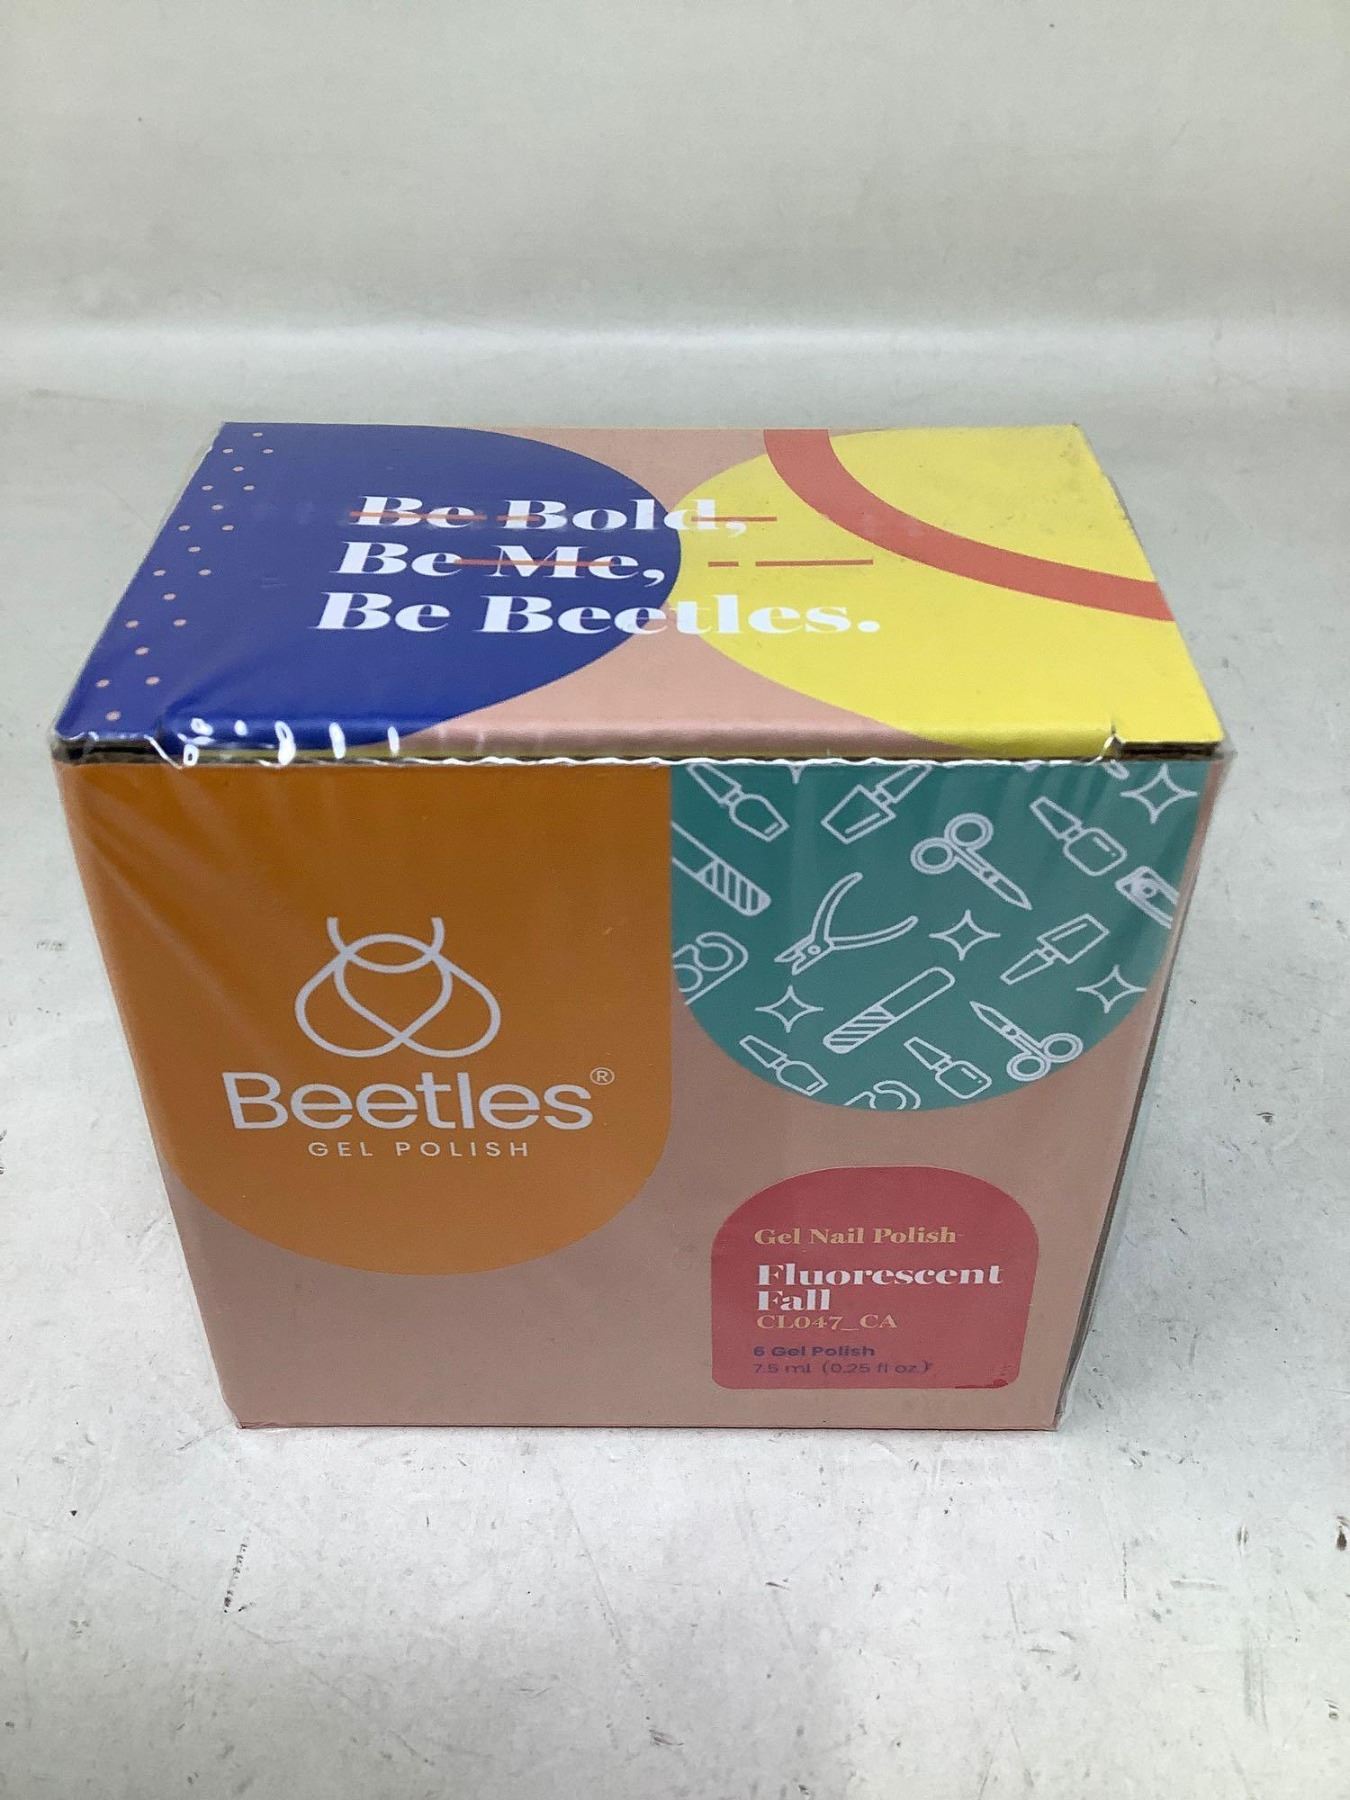 Be Bold,
Be Me,
Be Beetles.
Beetles®
GEL POLISH
Gel Nail Polish
Fluorescent
Fall
CL047_CA
6 Gel Polish
7.5 ml (0.25 fl oz.)